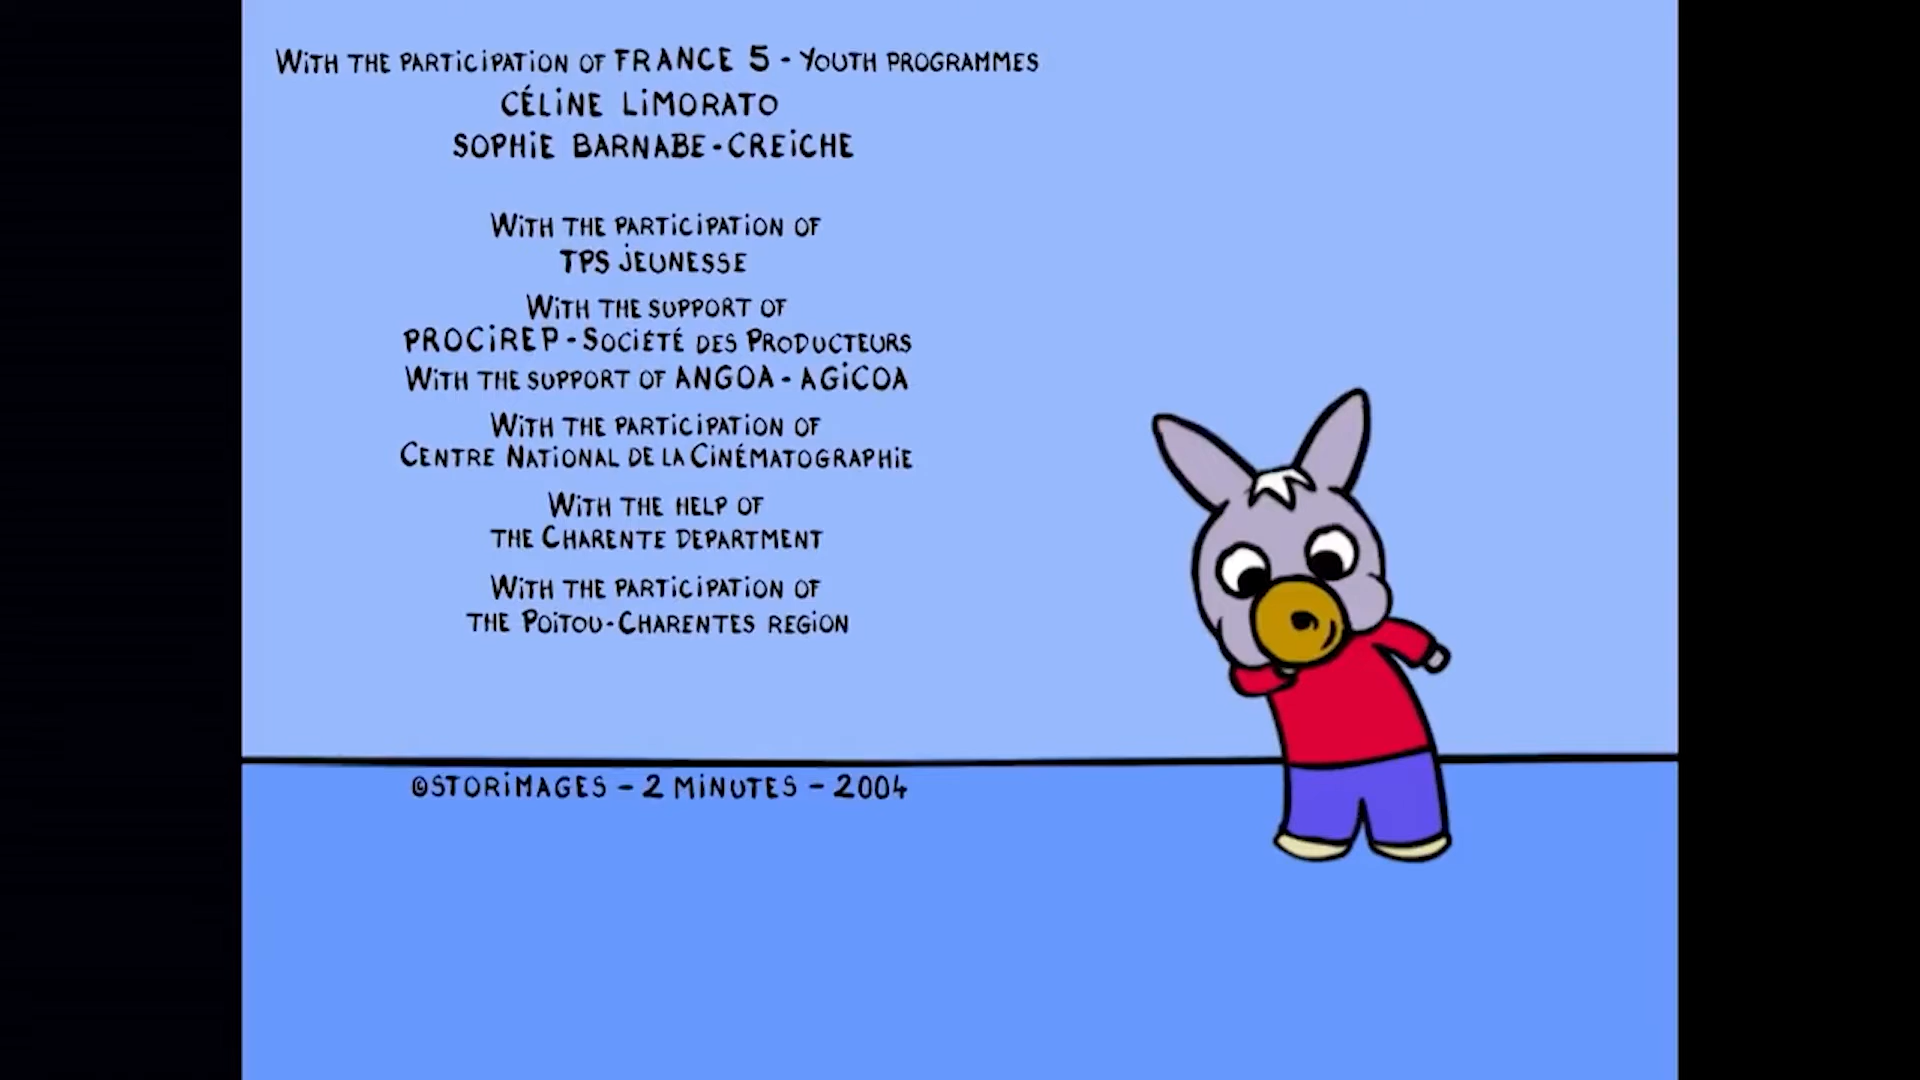 WiTH THE PARTiCiPATiON OF FRANCE 5 - YOUTH PROGRAMMES
CÉLiNE LiMORATO
SOPHiE BARNABE-CREiCHE
WiTH THE PARTiCiPATiON OF
TPS JEUNESSE
WiTH THE SUPPORT OF
PROCiREP - SOCiÉTÉ DES PRODUCTEURS
WiTH THE SUPPORT OF ANGOA - AGiCOA
WiTH THE PARTiCiPATiON OF
CENTRE NATiONAL DE LA CiNÉMATOGRAPHiE
WiTH THE HELP OF
THE CHARENTE DEPARTMENT
WiTH THE PARTiCiPATiON OF
THE POiTOU-CHARENTES REGiON
©STORiMAGES - 2 MiNUTES - 2004